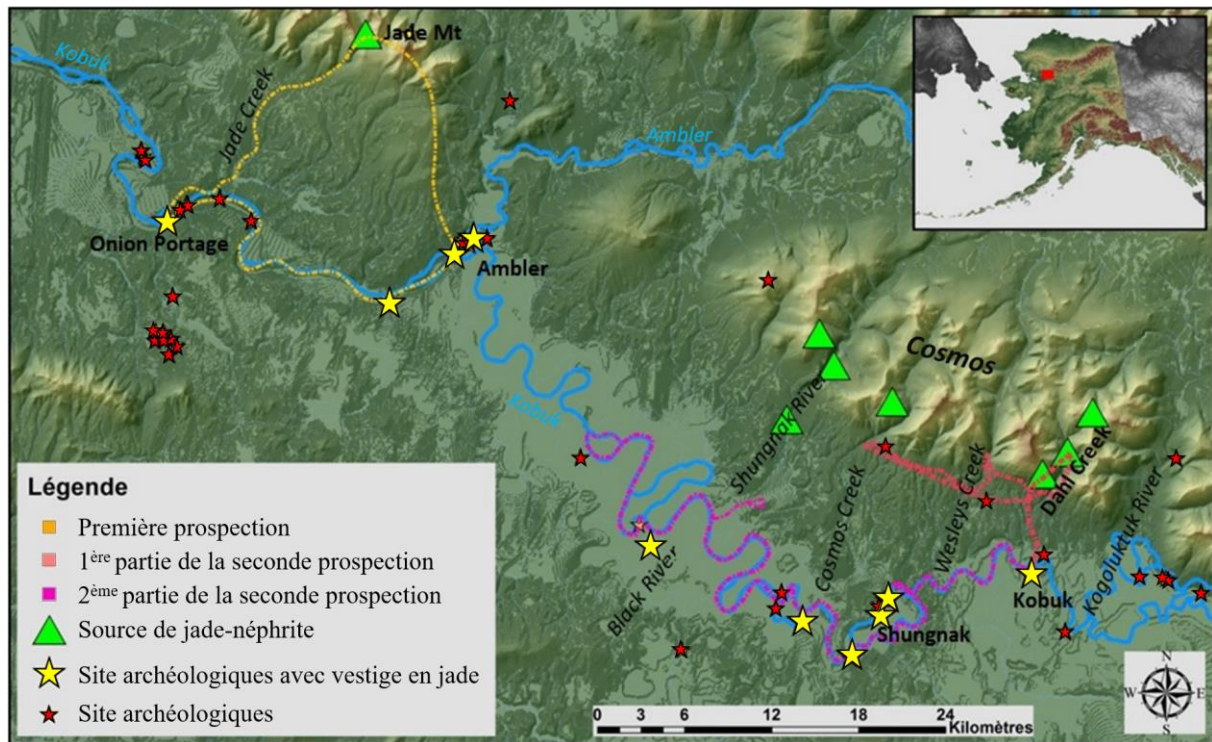 Jade Mt
Kobuk
Jade Creek
Ambler
Onion Portage
Ambler
Cosmos
Kobuk
Shungnak River
Dahl Creek
Cosmos Creek
Wesleys Creek
Kogoluktuk River
Black River
Kobuk
Shungnak
Légende
Première prospection
1ère partie de la seconde prospection
2ème partie de la seconde prospection
Source de jade-néphrite
Site archéologiques avec vestige en jade
Site archéologiques
0 3 6 12 18 24
Kilomètres
N
W E
S